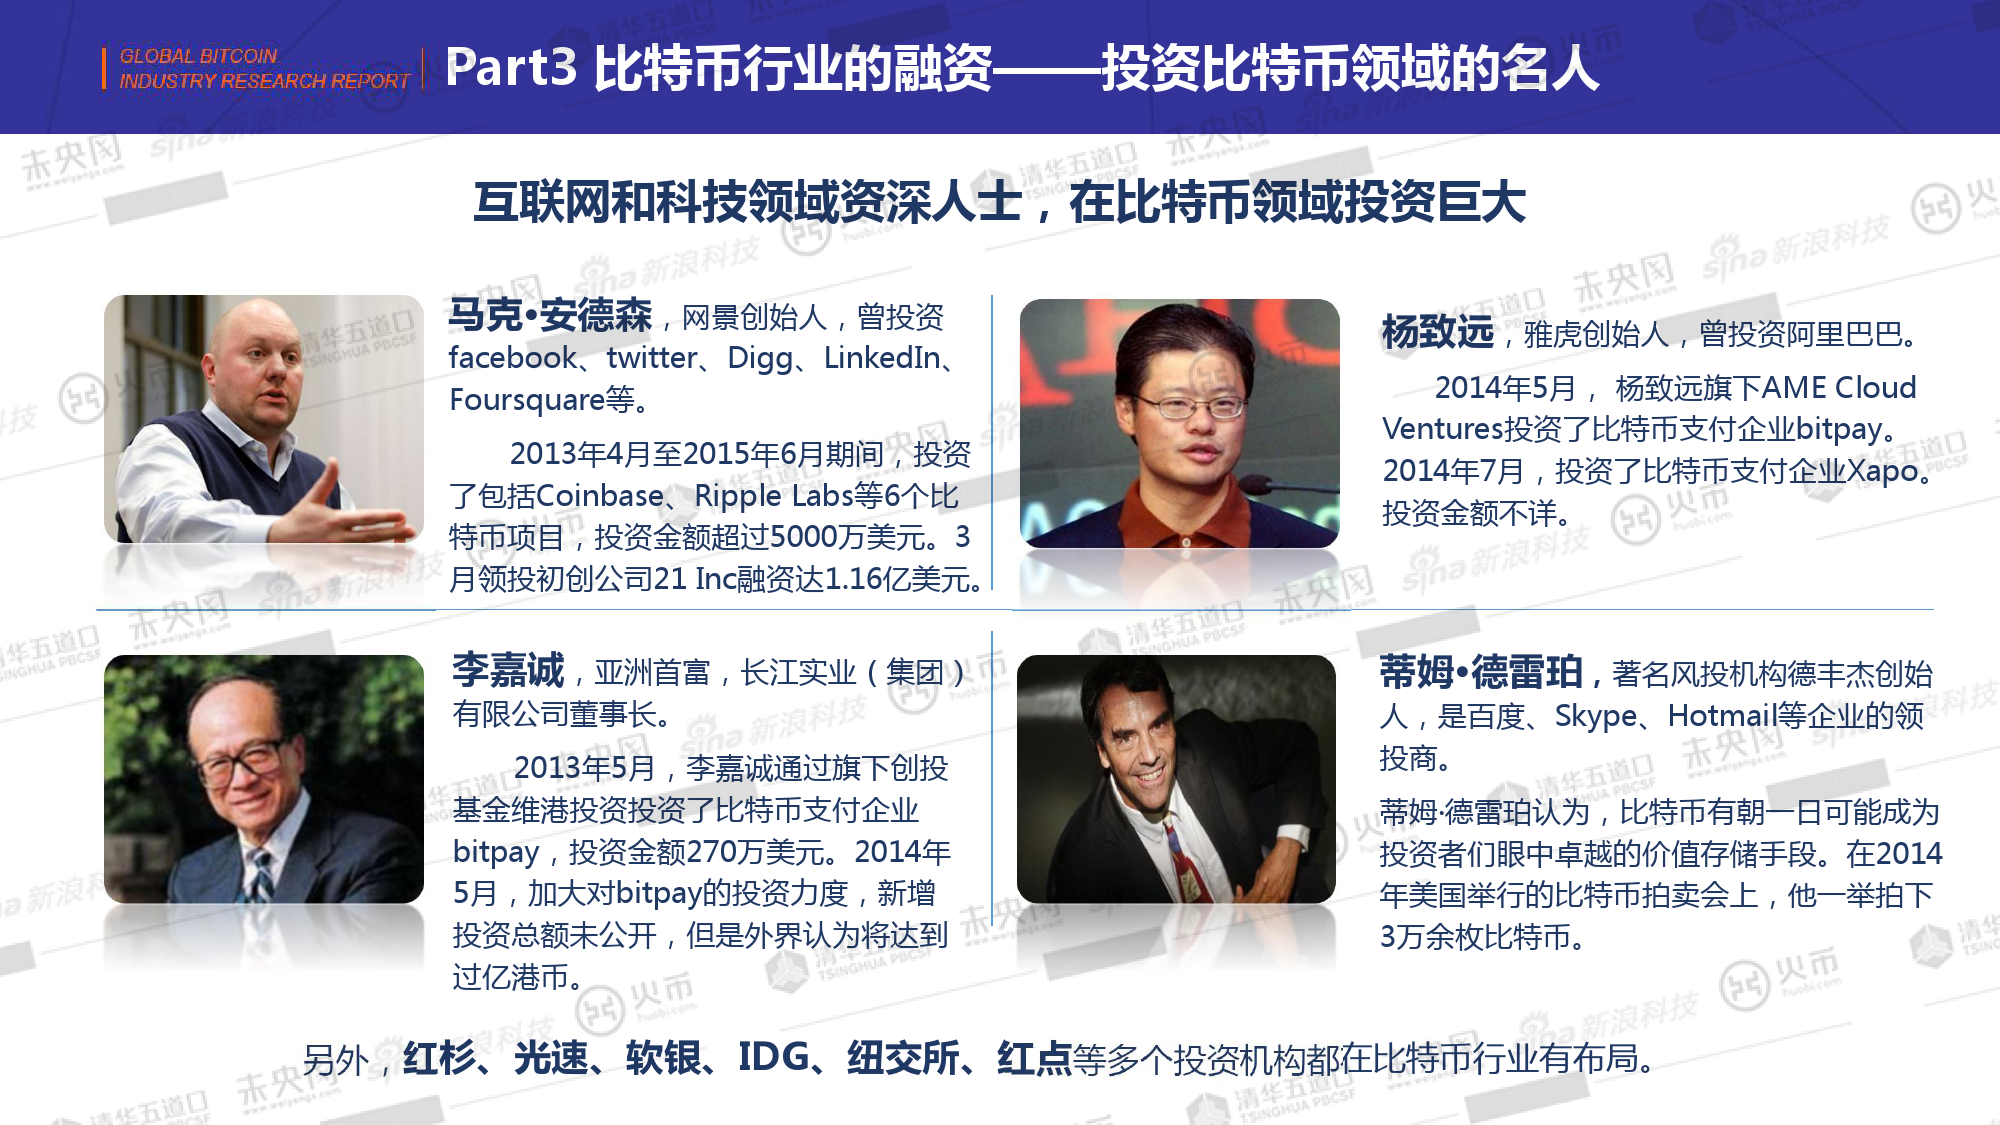 GLOBAL BITCOIN
INDUSTRY RESEARCH REPORT
Part3 比特币行业的融资——投资比特币领域的名人
互联网和科技领域资深人士，在比特币领域投资巨大
马克•安德森，网景创始人，曾投资
facebook、twitter、Digg、LinkedIn、
Foursquare等。
2013年4月至2015年6月期间，投资
了包括Coinbase、Ripple Labs等6个比
特币项目，投资金额超过5000万美元。3
月领投初创公司21 Inc融资达1.16亿美元。
杨致远，雅虎创始人，曾投资阿里巴巴。
2014年5月， 杨致远旗下AME Cloud
Ventures投资了比特币支付企业bitpay。
2014年7月，投资了比特币支付企业Xapo。
投资金额不详。
李嘉诚，亚洲首富，长江实业（集团）
有限公司董事长。
2013年5月，李嘉诚通过旗下创投
基金维港投资投资了比特币支付企业
bitpay，投资金额270万美元。2014年
5月，加大对bitpay的投资力度，新增
投资总额未公开，但是外界认为将达到
过亿港币。
蒂姆•德雷珀，著名风投机构德丰杰创始
人，是百度、Skype、Hotmail等企业的领
投商。
蒂姆·德雷珀认为，比特币有朝一日可能成为
投资者们眼中卓越的价值存储手段。在2014
年美国举行的比特币拍卖会上，他一举拍下
3万余枚比特币。
另外，红杉、光速、软银、IDG、纽交所、红点等多个投资机构都在比特币行业有布局。